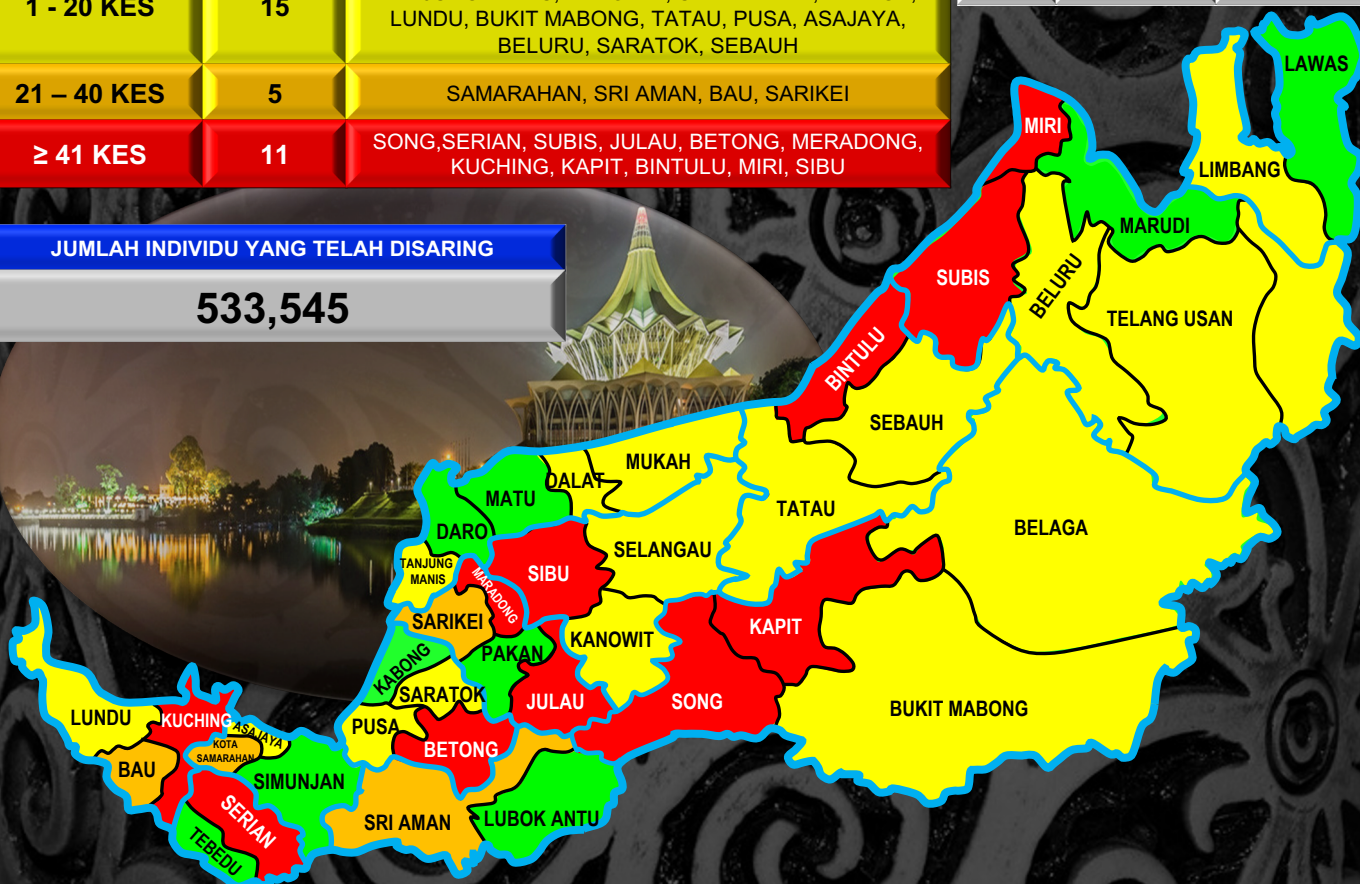 1 - 20 KES
15
LUNDU, BUKIT MABONG, TATAU, PUSA, ASAJAYA,
BELURU, SARATOK, SEBAUH
21 – 40 KES
5
SAMARAHAN, SRI AMAN, BAU, SARIKEI
≥ 41 KES
11
SONG,SERIAN, SUBIS, JULAU, BETONG, MERADONG,
KUCHING, KAPIT, BINTULU, MIRI, SIBU
JUMLAH INDIVIDU YANG TELAH DISARING
533,545
LAWAS
MIRI
LIMBANG
MARUDI
SUBIS
BELURU
TELANG USAN
BINTULU
SEBAUH
MUKAH
DALAT
MATU
TATAU
DARO
BELAGA
SELANGAU
TANJUNG
MANIS
SIBU
MARADONG
SARIKEI
KAPIT
KANOWIT
PAKAN
KABONG
SARATOK
JULAU
SONG
BUKIT MABONG
LUNDU
KUCHING
PUSA
ASAJAYA
KOTA
SAMARAHAN
BETONG
BAU
SIMUNJAN
SERIAN
SRI AMAN
LUBOK ANTU
TEBEDU